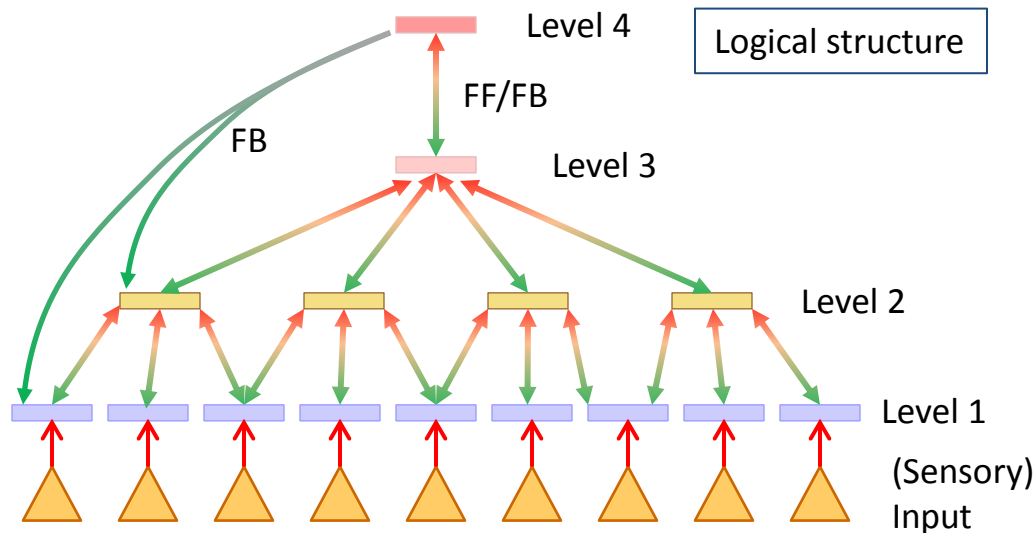 Level 4
Logical structure
FF/FB
FB
Level 3
Level 2
Level 1
(Sensory)
Input